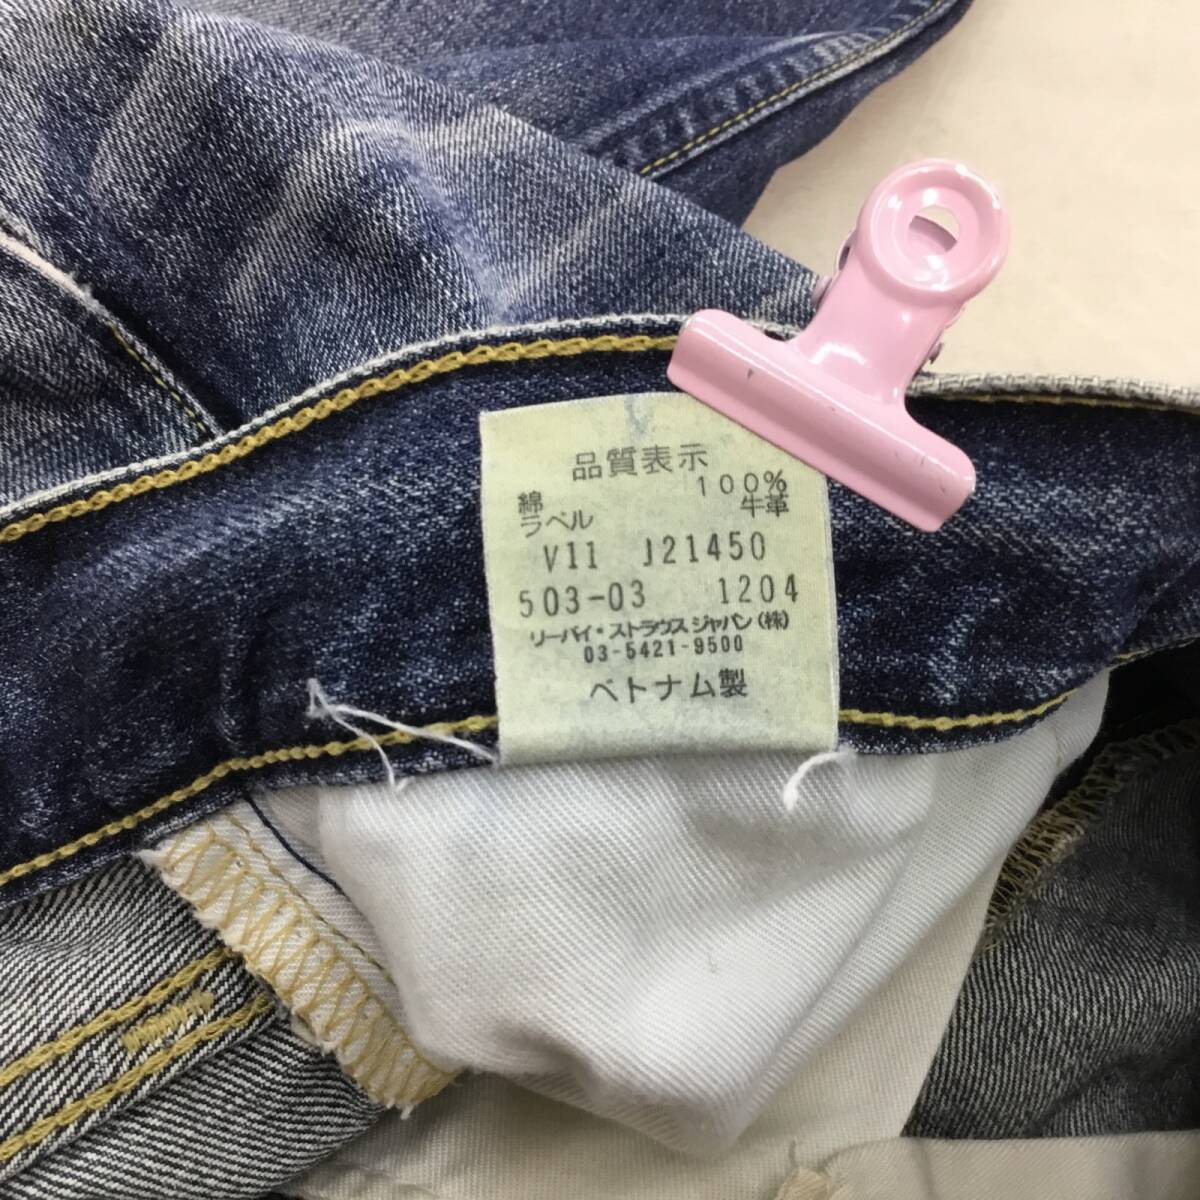 品質表示
綿 100%
ラベル 牛革
V11 J21450
503-03 1204
リーバイ・ストラウスジャパン(株)
03-5421-9500
ベトナム製